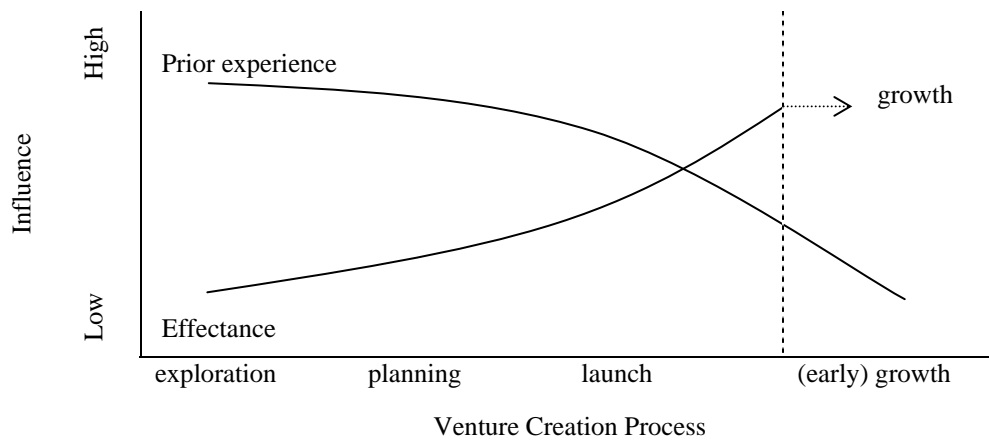 High
Prior experience
growth
Influence
Low
Effectance
exploration planning launch (early) growth
Venture Creation Process